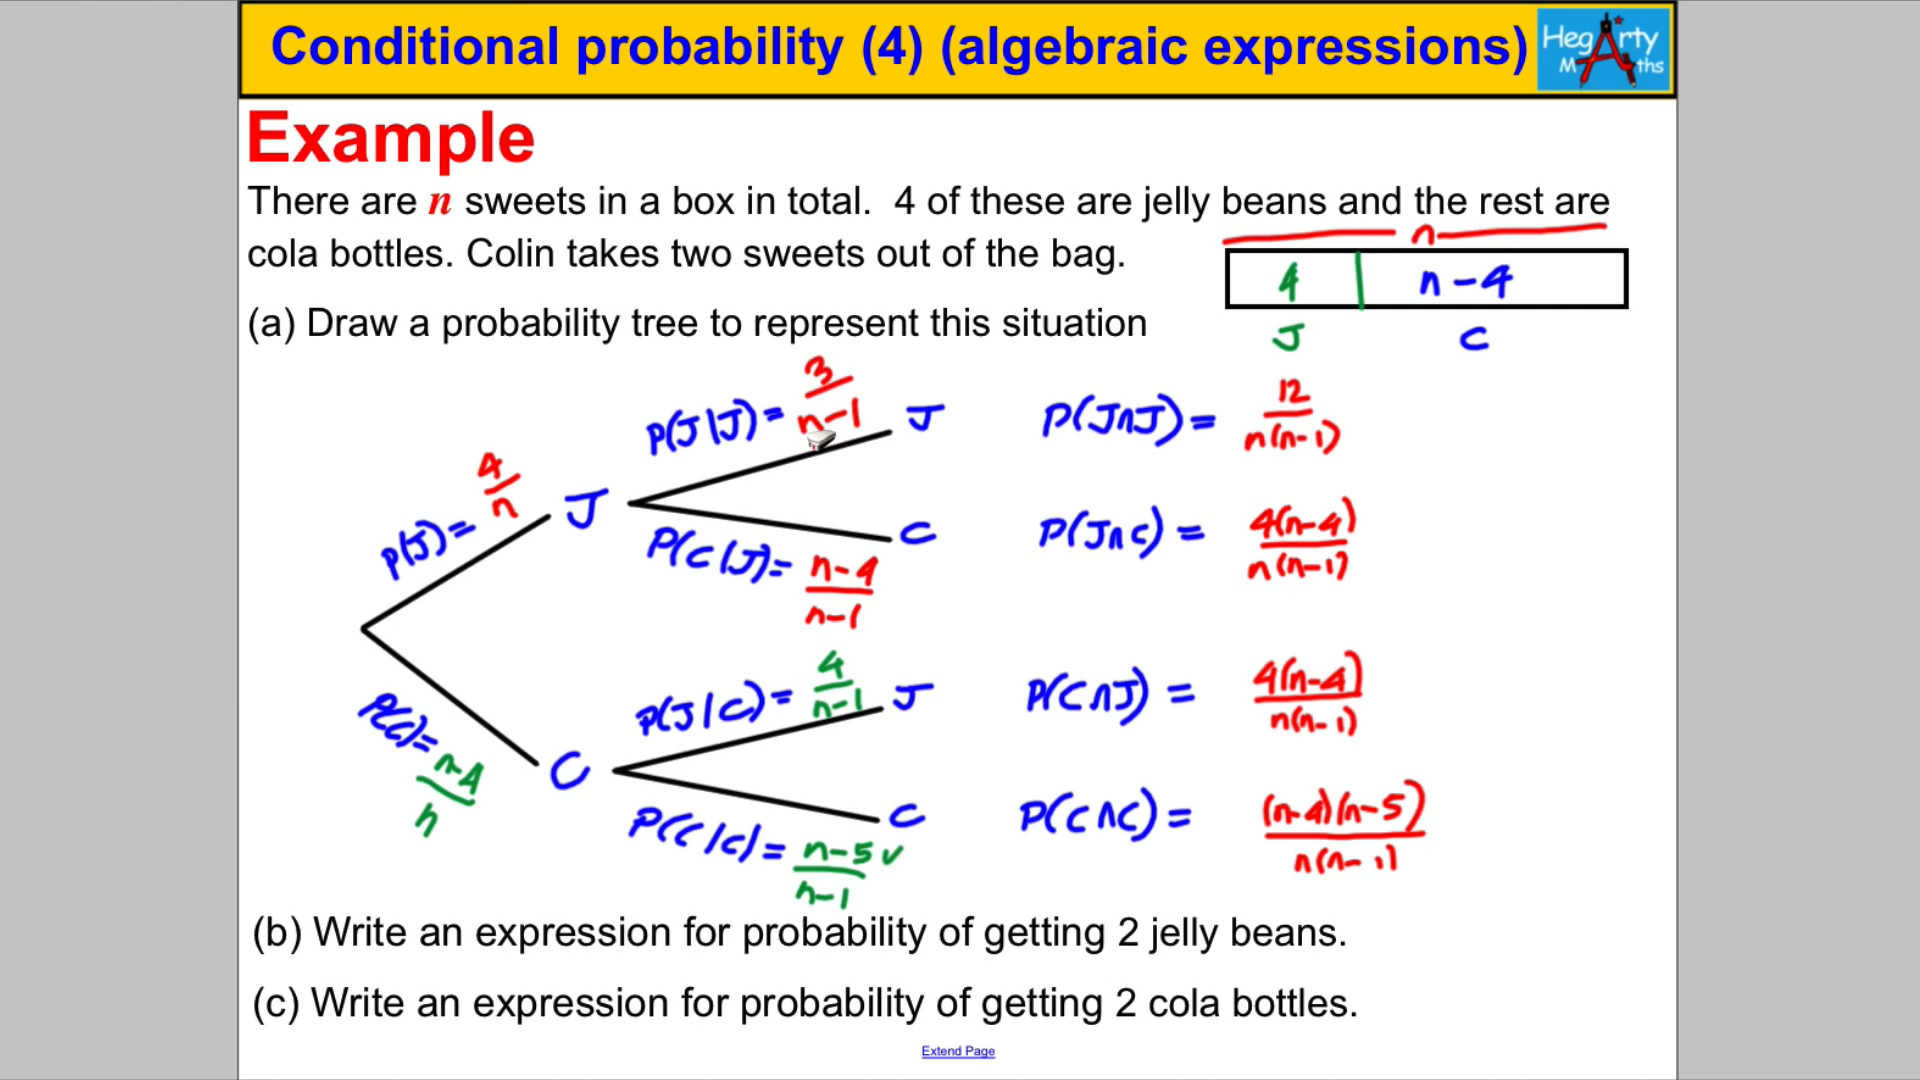 Conditional probability (4) (algebraic expressions)
HegArty
Maths
Example
There are n sweets in a box in total. 4 of these are jelly beans and the rest are
cola bottles. Colin takes two sweets out of the bag.
n
4 | n-4
J C
(a) Draw a probability tree to represent this situation
P(J)= 4/n J
P(J|J)= 3/n-1 J P(J∩J)= 12/n(n-1)
P(C|J)= n-4/n-1 C P(J∩C)= 4(n-4)/n(n-1)
P(C)= n-4/n C
P(J|C)= 4/n-1 J P(C∩J)= 4(n-4)/n(n-1)
P(C|C)= n-5/n-1 ✓ C P(C∩C)= (n-4)(n-5)/n(n-1)
(b) Write an expression for probability of getting 2 jelly beans.
(c) Write an expression for probability of getting 2 cola bottles.
Extend Page